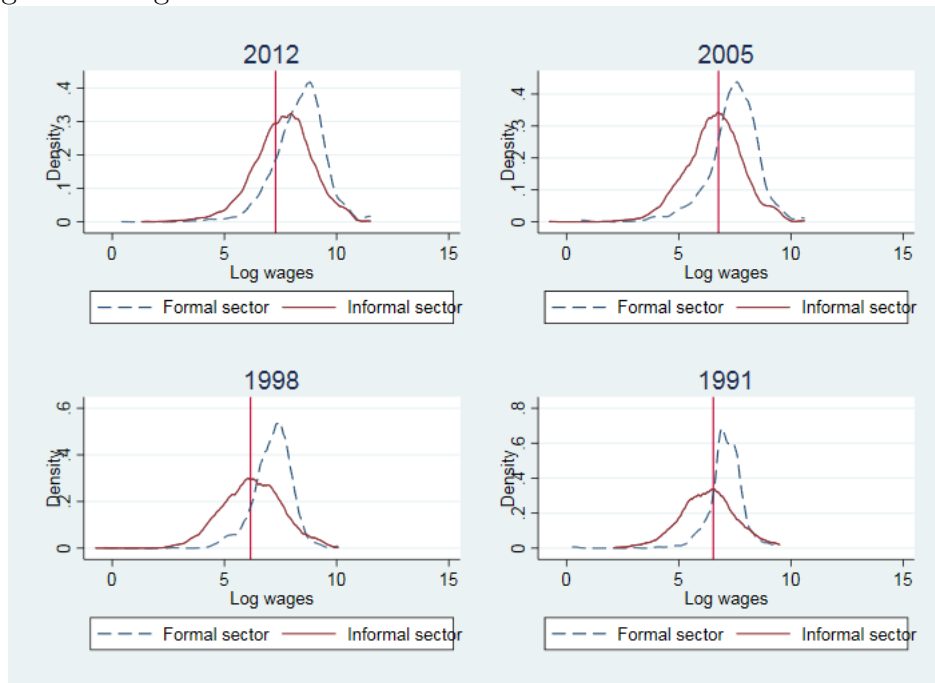 2012
2005
Density
0 .1 .2 .3 .4
0 5 10 15
Log wages
Formal sector Informal sector
Density
0 .1 .2 .3 .4
0 5 10 15
Log wages
Formal sector Informal sector
1998
1991
Density
0 .2 .4 .6
0 5 10 15
Log wages
Formal sector Informal sector
Density
0 .2 .4 .6 .8
0 5 10 15
Log wages
Formal sector Informal sector